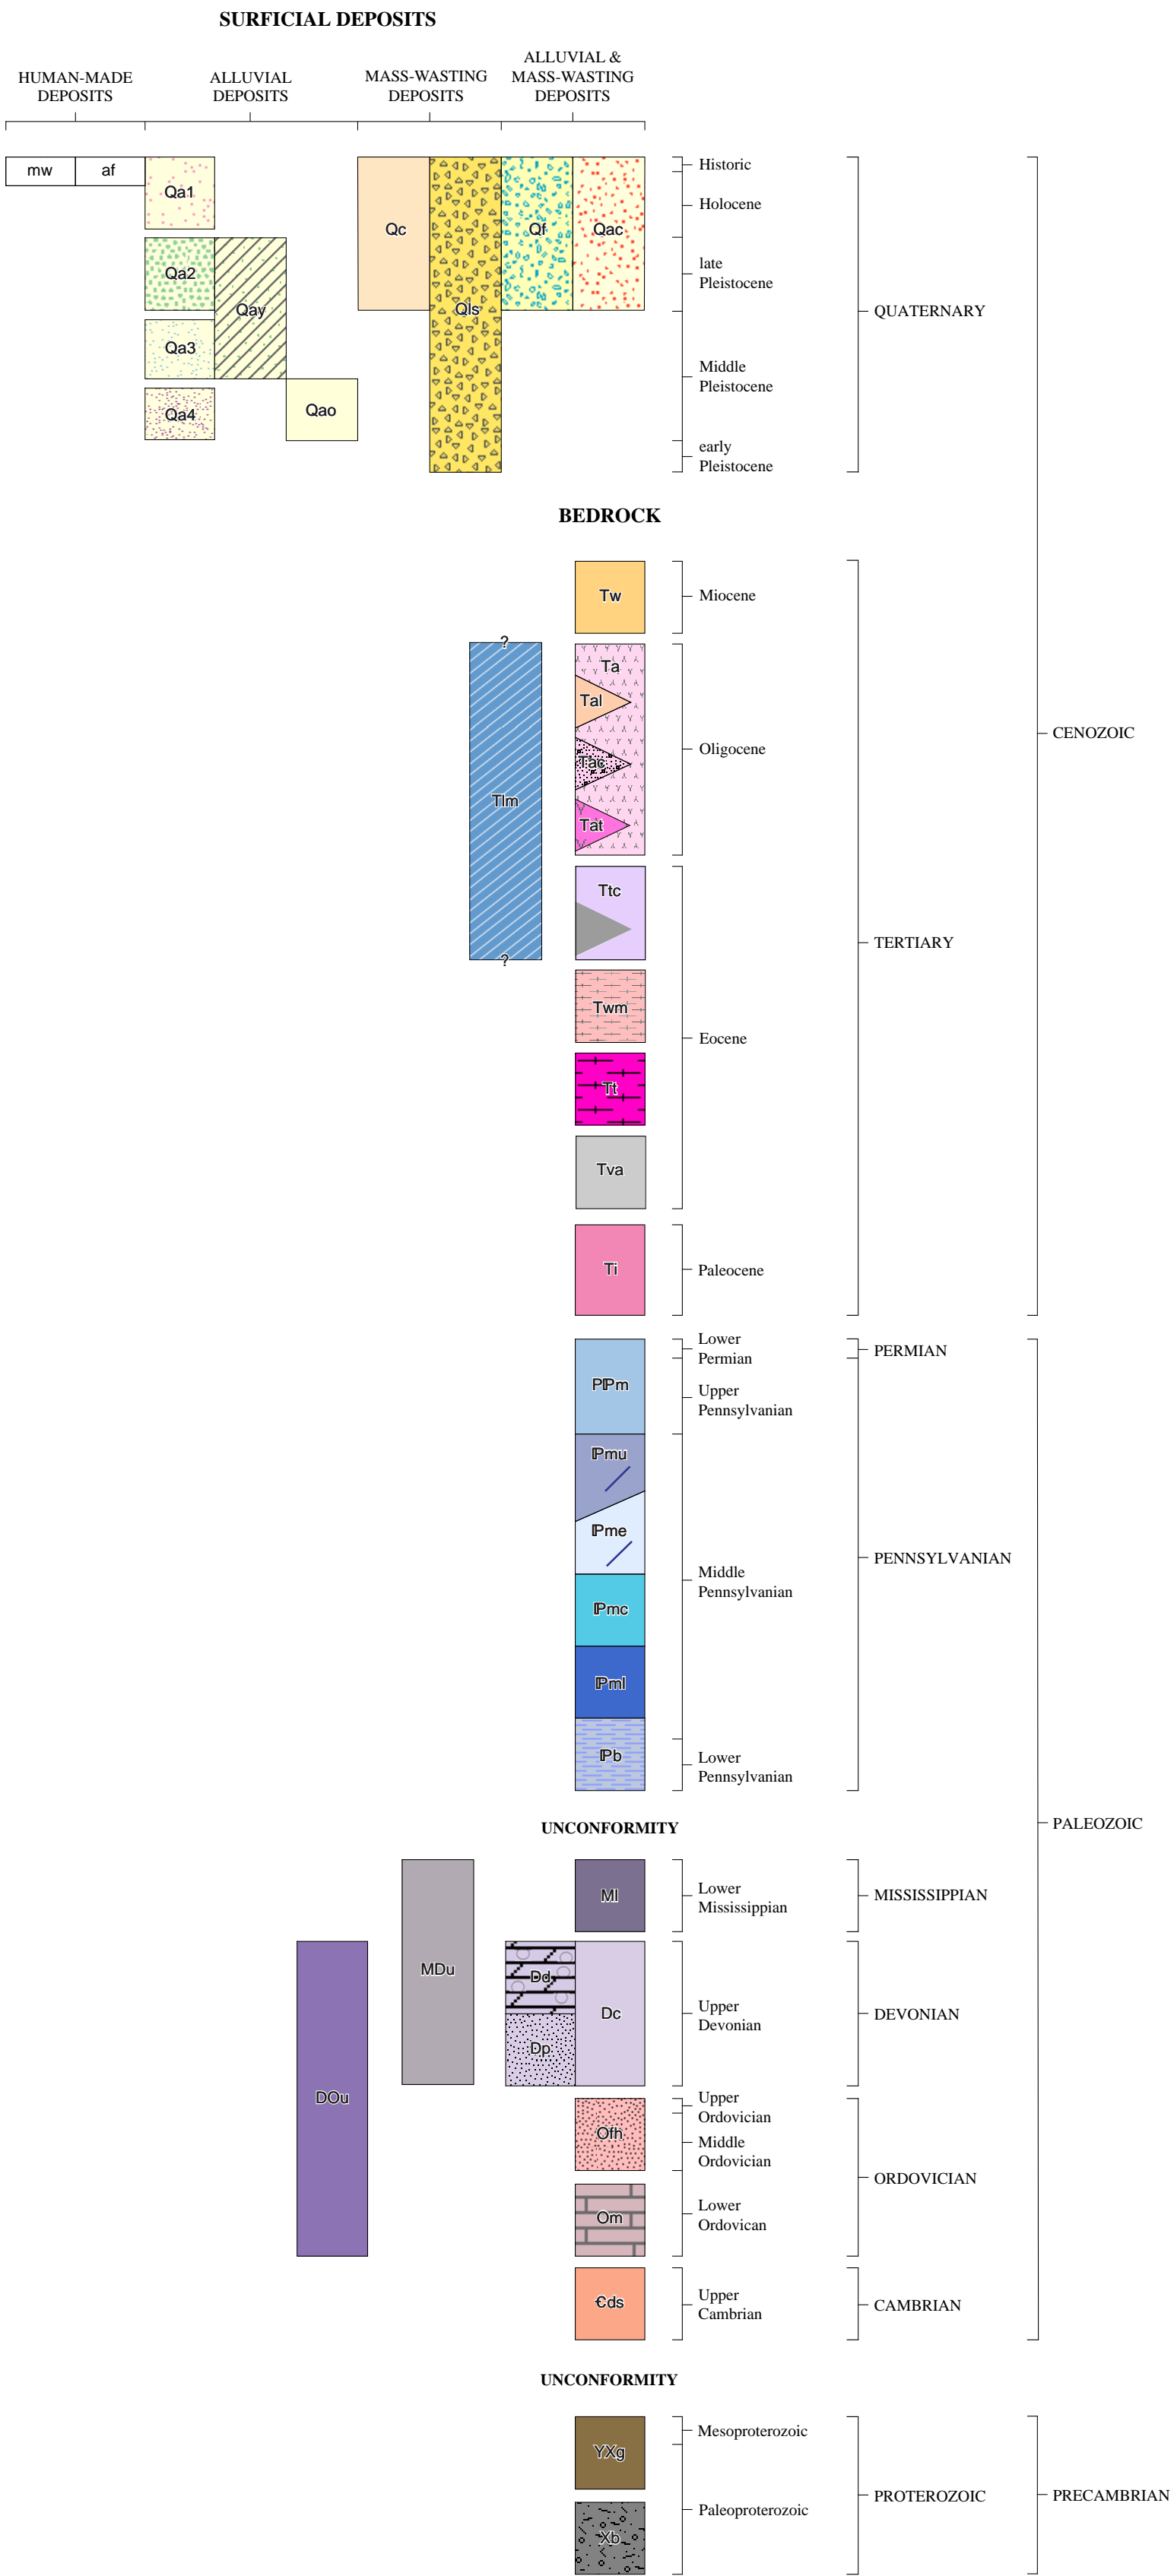 SURFICIAL DEPOSITS
HUMAN-MADE
DEPOSITS
ALLUVIAL
DEPOSITS
MASS-WASTING
DEPOSITS
ALLUVIAL &
MASS-WASTING
DEPOSITS
mw
af
Qa1
Qa2
Qay
Qa3
Qa4
Qao
Qc
Qls
Qf
Qac
Historic
Holocene
late
Pleistocene
Middle
Pleistocene
early
Pleistocene
QUATERNARY
BEDROCK
Tw
Miocene
?
Tlm
?
Ta
Tal
Tac
Tat
Oligocene
CENOZOIC
Ttc
Twm
Tt
Tva
Eocene
TERTIARY
Ti
Paleocene
PℙPm
Lower
Permian
PERMIAN
Upper
Pennsylvanian
ℙmu
ℙme
ℙmc
ℙml
Middle
Pennsylvanian
PENNSYLVANIAN
ℙb
Lower
Pennsylvanian
UNCONFORMITY
PALEOZOIC
Ml
Lower
Mississippian
MISSISSIPPIAN
MDu
DOu
Dd
Dp
Dc
Upper
Devonian
DEVONIAN
Ofh
Upper
Ordovician
Middle
Ordovician
ORDOVICIAN
Om
Lower
Ordovican
Єds
Upper
Cambrian
CAMBRIAN
UNCONFORMITY
YXg
Mesoproterozoic
Xb
Paleoproterozoic
PROTEROZOIC
PRECAMBRIAN